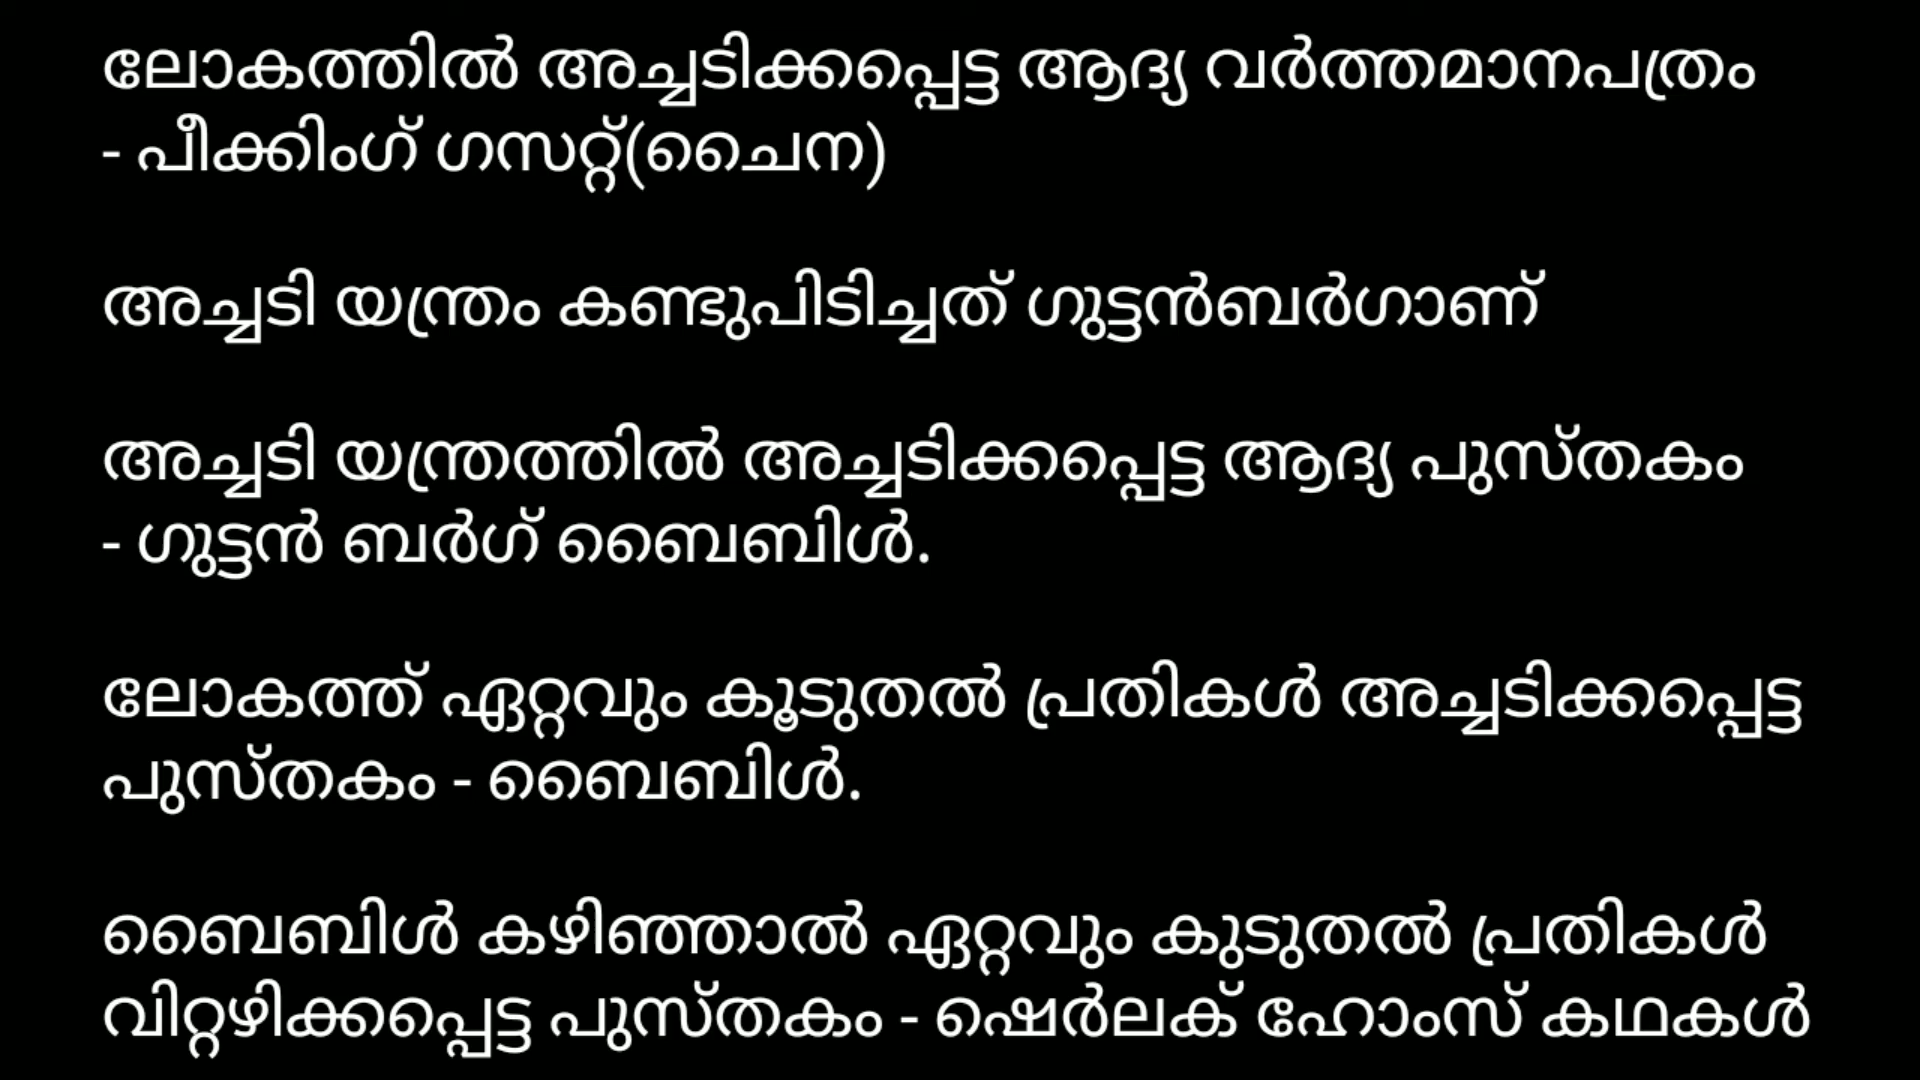 ലോകത്തിൽ അച്ചടിക്കപ്പെട്ട ആദ്യ വർത്തമാനപത്രം
- പീക്കിംഗ് ഗസറ്റ്(ചൈന)
അച്ചടി യന്ത്രം കണ്ടുപിടിച്ചത് ഗുട്ടൻബർഗാണ്
അച്ചടി യന്ത്രത്തിൽ അച്ചടിക്കപ്പെട്ട ആദ്യ പുസ്തകം
- ഗുട്ടൻ ബർഗ് ബൈബിൾ.
ലോകത്ത് ഏറ്റവും കൂടുതൽ പ്രതികൾ അച്ചടിക്കപ്പെട്ട
പുസ്തകം - ബൈബിൾ.
ബൈബിൾ കഴിഞ്ഞാൽ ഏറ്റവും കുടുതൽ പ്രതികൾ
വിറ്റഴിക്കപ്പെട്ട പുസ്തകം - ഷെർലക് ഹോംസ് കഥകൾ